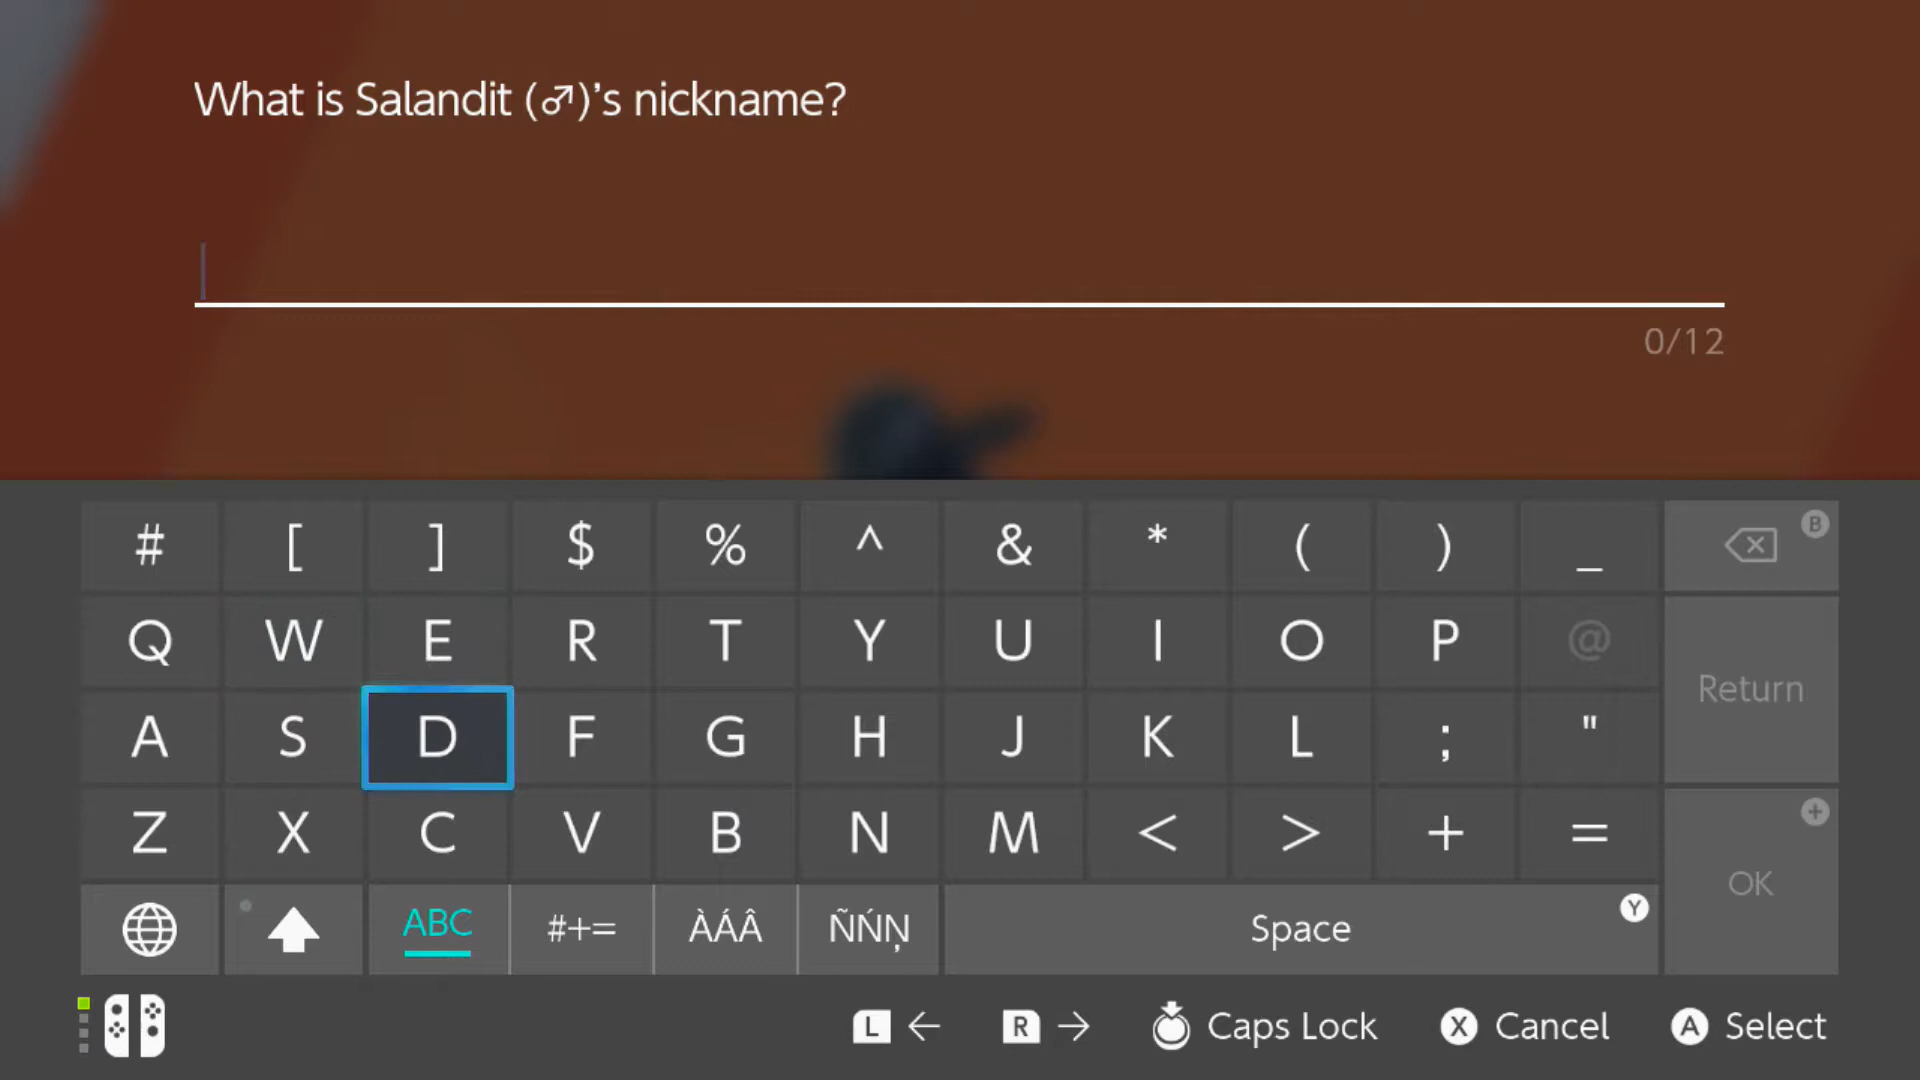 What is Salandit (♂)’s nickname?
0/12
# [ ] $ % ^ & * ( ) _ B
Q W E R T Y U I O P @
Return
A S D F G H J K L ; "
Z X C V B N M < > + = +
OK
ABC #+= ÀÁÂ ÑŃŅ Space Y
L ← R → Caps Lock X Cancel A Select